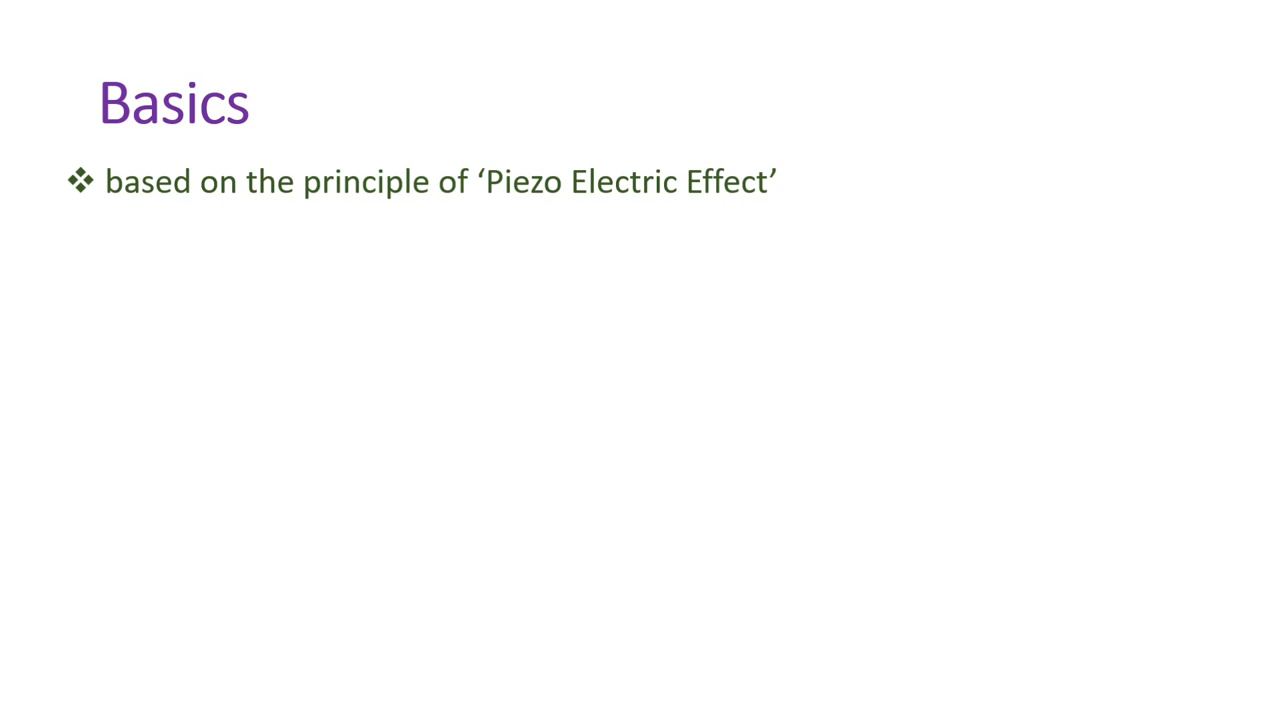 Basics
❖ based on the principle of ‘Piezo Electric Effect’